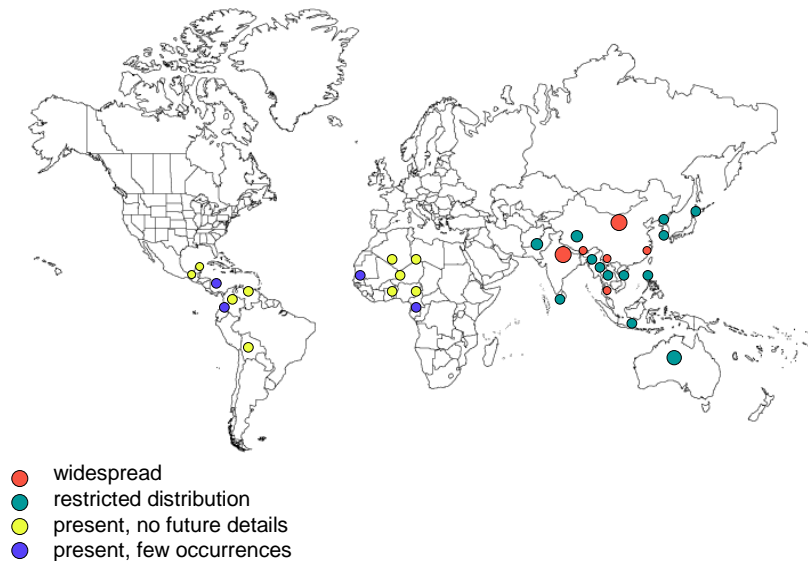 widespread
restricted distribution
present, no future details
present, few occurrences